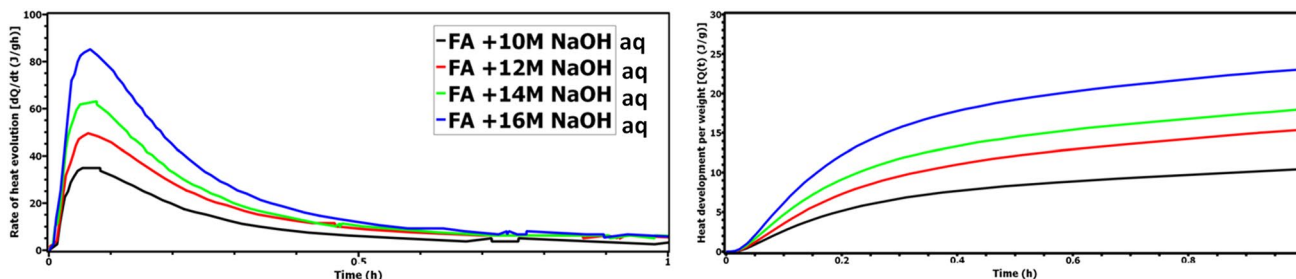 Rate of heat evolution [dQ/dt (J/gh)]
100
80
60
40
20
0
FA +10M NaOH aq
FA +12M NaOH aq
FA +14M NaOH aq
FA +16M NaOH aq
0
0.5
1
Time (h)
Heat development per weight [Q(t) (J/g)]
30
25
20
15
10
5
0
0
0.2
0.4
0.6
0.8
Time (h)